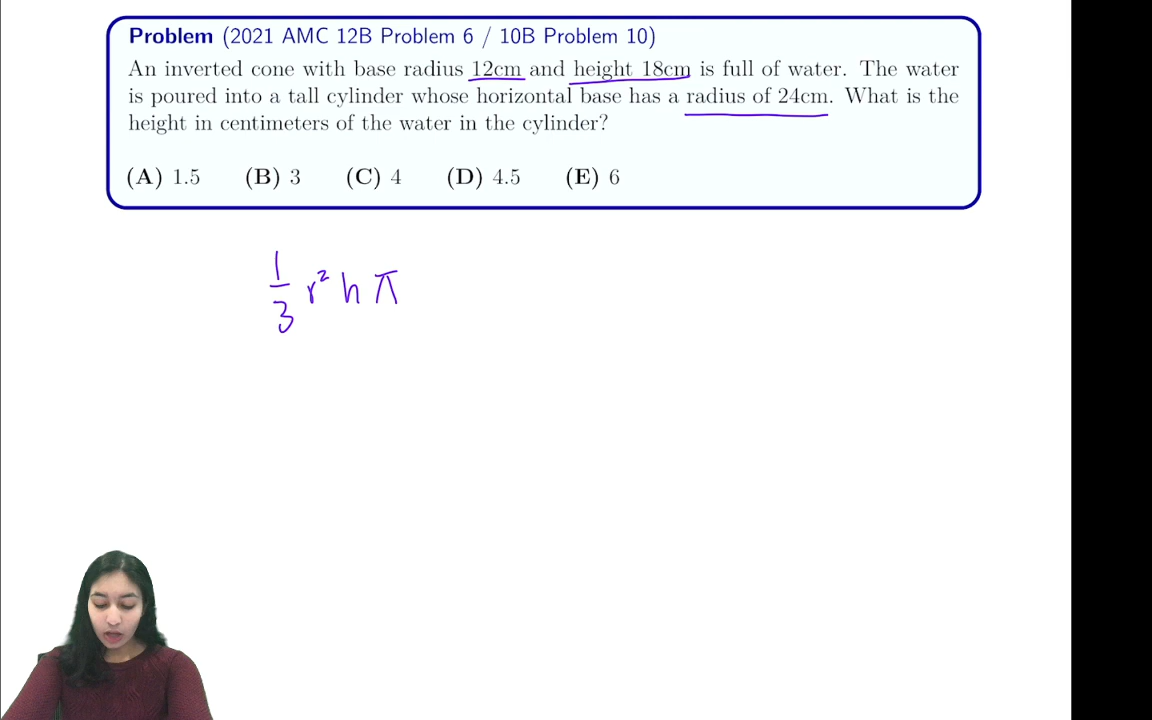 Problem (2021 AMC 12B Problem 6 / 10B Problem 10)
An inverted cone with base radius 12cm and height 18cm is full of water. The water
is poured into a tall cylinder whose horizontal base has a radius of 24cm. What is the
height in centimeters of the water in the cylinder?
(A) 1.5 (B) 3 (C) 4 (D) 4.5 (E) 6
1/3 r² h π